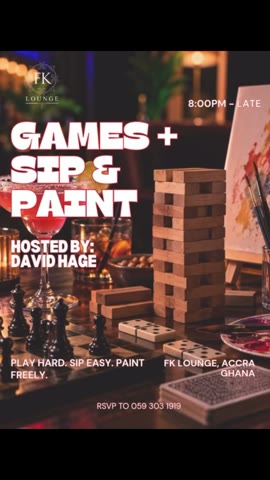 FK
LOUNGE
8:00PM – LATE
GAMES +
SIP &
PAINT
HOSTED BY:
DAVID HAGE
PLAY HARD. SIP EASY. PAINT
FREELY.
FK LOUNGE, ACCRA
GHANA
RSVP TO 059 303 1919